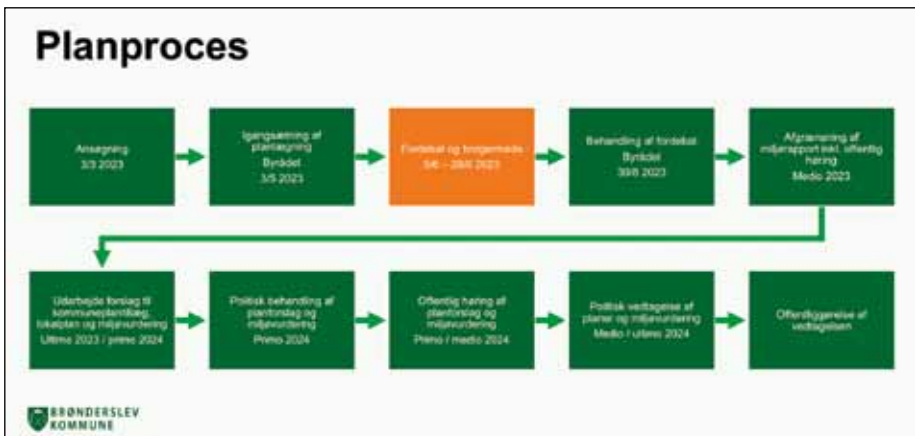 Planproces
Ansøgning
3/3 2023
Igangsætning af
planlægning
Byrådet
3/5 2023
Fordebat og borgermøde
5/6 – 2023
Behandling af fordebat
Byrådet
30/8 2023
Afgrænsning af
miljørapport inkl. offentlig
høring
Medio 2023
Udarbejde forslag til
kommuneplantillæg,
lokalplan og miljøvurdering
Ultimo 2023 / primo 2024
Politisk behandling af
planforslag og
miljøvurdering
Primo 2024
Offentlig høring af
planforslag og
miljøvurdering
Primo / medio 2024
Politisk vedtagelse af
planer og miljøvurdering
Medio / ultimo 2024
Offentliggørelse af
vedtagelsen
BRØNDERSLEV
KOMMUNE